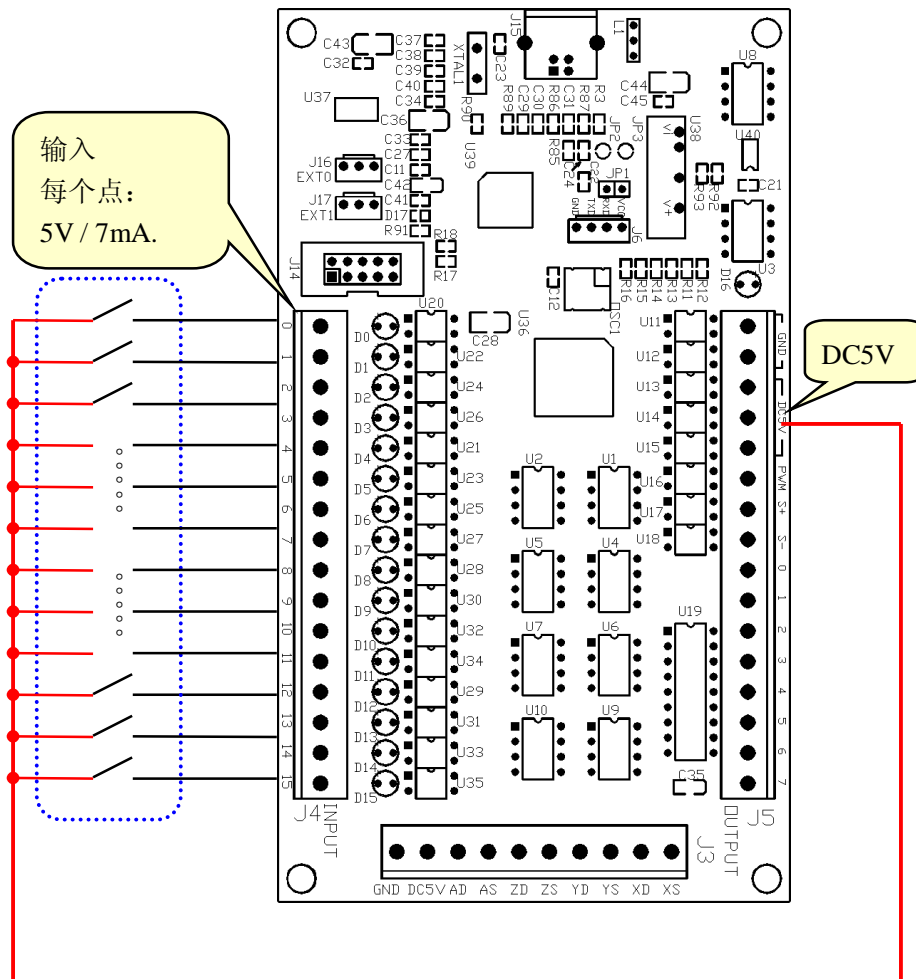 输入
每个点：
5V / 7mA.
DC5V
C43
C32
C37
C38
C39
C40
C34
U37
C36
C33
C27
C11
C42
C41
D17
R91
J16
EXT0
J17
EXT1
J14
R18
R17
XTAL1
C23
J15
L1
R90
U39
R89
C29
C30
R86
C31
R87
R3
R85
C24
C22
JP2
JP3
JP1
GND
TXD
RXD
VCC
J6
C44
C45
U38
V-
V+
U8
U40
C21
R93
R92
U3
D16
C12
R16
R15
R14
R13
R11
R12
U20
U36
C28
0
1
2
3
4
5
6
7
8
9
10
11
12
13
14
15
D0
D1
D2
D3
D4
D5
D6
D7
D8
D9
D10
D11
D12
D13
D14
D15
U22
U24
U26
U21
U23
U25
U27
U28
U30
U32
U34
U29
U31
U33
U35
U2
U1
U5
U4
U7
U6
U10
U9
U11
U12
U13
U14
U15
U16
U17
U18
U19
C35
GND
DC5V
PWM
S+
S-
0
1
2
3
4
5
6
7
J4
INPUT
OUTPUT
J5
J3
GND DC5V AD AS ZD ZS YD YS XD XS